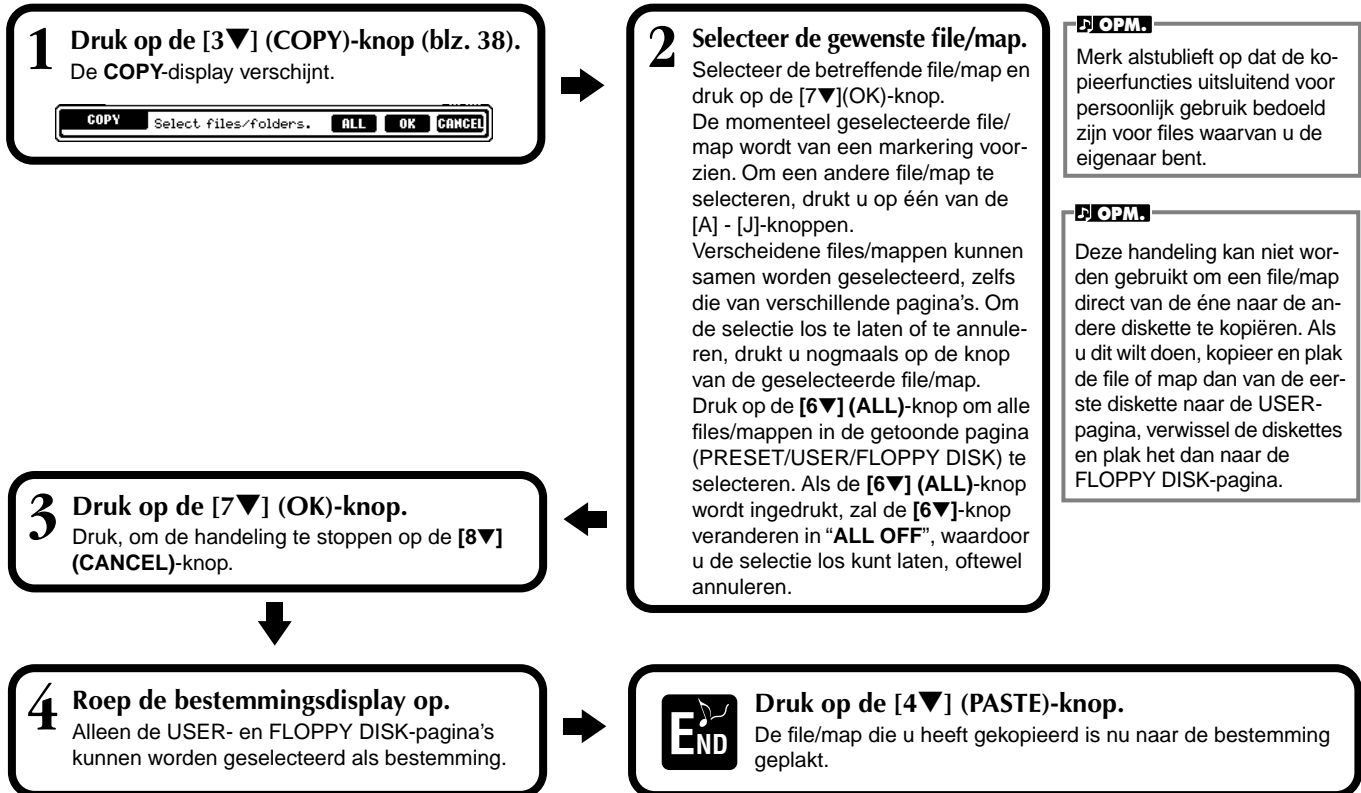 1 Druk op de [3▼] (COPY)-knop (blz. 38).
De COPY-display verschijnt.
COPY Select files/folders. ALL OK CANCEL
2 Selecteer de gewenste file/map.
Selecteer de betreffende file/map en
druk op de [7▼](OK)-knop.
De momenteel geselecteerde file/
map wordt van een markering voor-
zien. Om een andere file/map te
selecteren, drukt u op één van de
[A] - [J]-knoppen.
Verscheidene files/mappen kunnen
samen worden geselecteerd, zelfs
die van verschillende pagina's. Om
de selectie los te laten of te annule-
ren, drukt u nogmaals op de knop
van de geselecteerde file/map.
Druk op de [6▼] (ALL)-knop om alle
files/mappen in de getoonde pagina
(PRESET/USER/FLOPPY DISK) te
selecteren. Als de [6▼] (ALL)-knop
wordt ingedrukt, zal de [6▼]-knop
veranderen in “ALL OFF”, waardoor
u de selectie los kunt laten, oftewel
annuleren.
OPM.
Merk alstublieft op dat de ko-
pieerfuncties uitsluitend voor
persoonlijk gebruik bedoeld
zijn voor files waarvan u de
eigenaar bent.
OPM.
Deze handeling kan niet wor-
den gebruikt om een file/map
direct van de éne naar de an-
dere diskette te kopiëren. Als
u dit wilt doen, kopieer en plak
de file of map dan van de eer-
ste diskette naar de USER-
pagina, verwissel de diskettes
en plak het dan naar de
FLOPPY DISK-pagina.
3 Druk op de [7▼] (OK)-knop.
Druk, om de handeling te stoppen op de [8▼]
(CANCEL)-knop.
4 Roep de bestemmingsdisplay op.
Alleen de USER- en FLOPPY DISK-pagina's
kunnen worden geselecteerd als bestemming.
END
Druk op de [4▼] (PASTE)-knop.
De file/map die u heeft gekopieerd is nu naar de bestemming
geplakt.